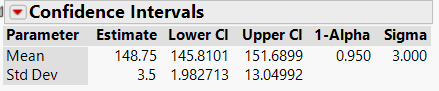 Confidence Intervals
Parameter Estimate Lower CI Upper CI 1-Alpha Sigma
Mean 148.75 145.8101 151.6899 0.950 3.000
Std Dev 3.5 1.982713 13.04992